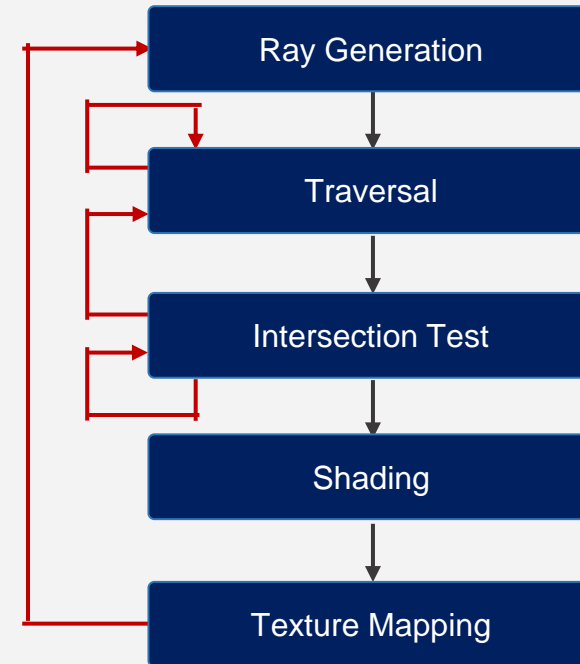 Ray Generation
Traversal
Intersection Test
Shading
Texture Mapping